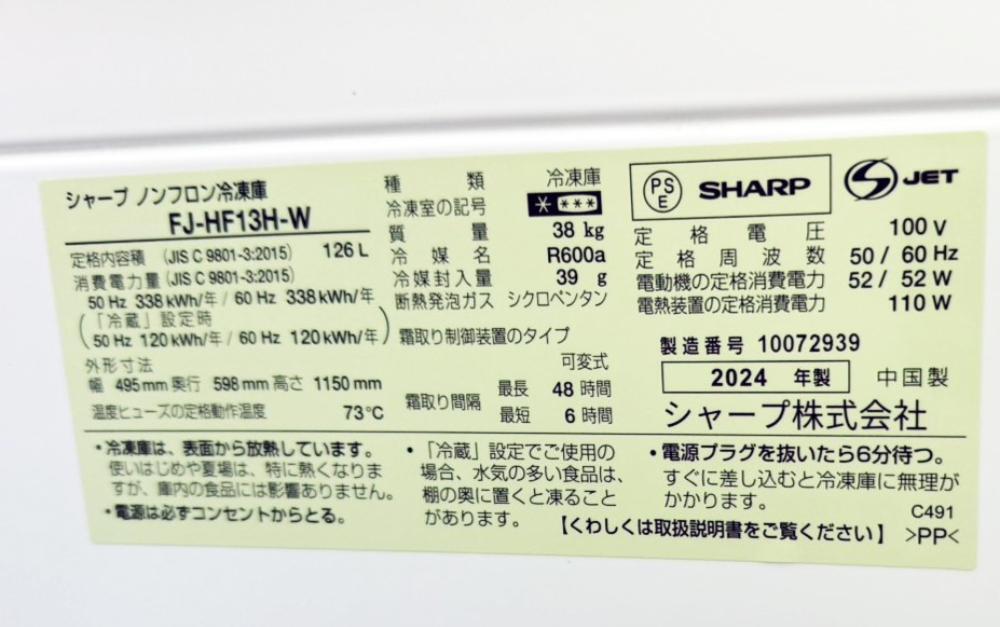 シャープ ノンフロン冷凍庫
FJ-HF13H-W
定格内容積 (JIS C 9801-3:2015) 126 L
消費電力量 (JIS C 9801-3:2015)
50 Hz 338 kWh/年 / 60 Hz 338 kWh/年
(「冷蔵」設定時
50 Hz 120 kWh/年 / 60 Hz 120 kWh/年)
外形寸法
幅 495 mm 奥行 598 mm 高さ 1150 mm
温度ヒューズの定格動作温度 73℃
種類 冷凍庫
冷凍室の記号 * ***
質量 38 kg
冷媒名 R600a
冷媒封入量 39 g
断熱発泡ガス シクロペンタン
霜取り制御装置のタイプ
可変式
霜取り間隔 最長 48 時間
最短 6 時間
PSE SHARP
JET
定格電圧 100 V
定格周波数 50 / 60 Hz
電動機の定格消費電力 52 / 52 W
電熱装置の定格消費電力 110 W
製造番号 10072939
2024 年製 中国製
シャープ株式会社
・冷凍庫は、表面から放熱しています。
使いはじめや夏場は、特に熱くなりま
すが、庫内の食品には影響ありません。
・電源は必ずコンセントからとる。
・「冷蔵」設定でご使用の
場合、水気の多い食品は、
棚の奥に置くと凍ること
があります。
・電源プラグを抜いたら6分待つ。
すぐに差し込むと冷凍庫に無理が
かかります。
C491
【くわしくは取扱説明書をご覧ください】 >PP<